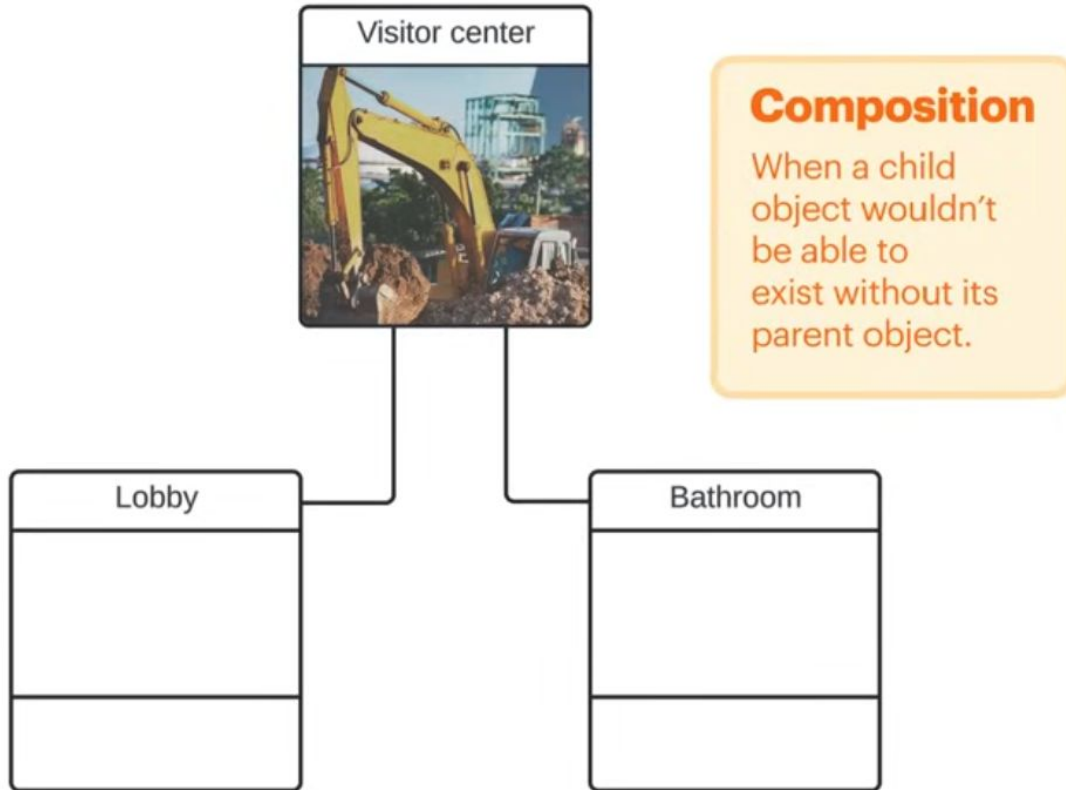 Visitor center
Composition
When a child
object wouldn't
be able to
exist without its
parent object.
Lobby
Bathroom